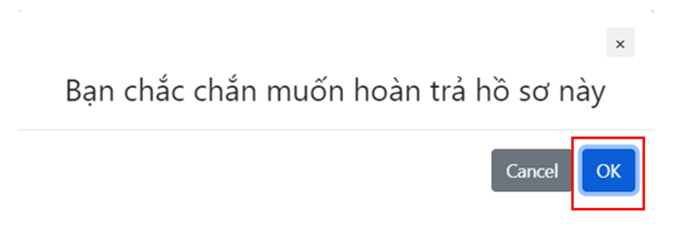 ×
Bạn chắc chắn muốn hoàn trả hồ sơ này
Cancel OK